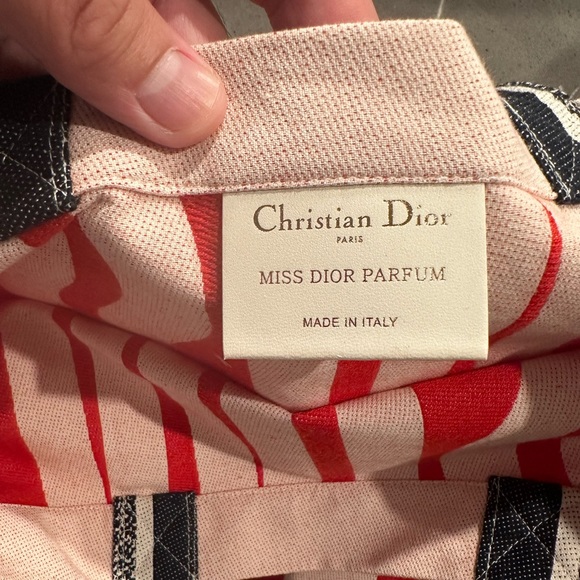 Christian Dior
PARIS
MISS DIOR PARFUM
MADE IN ITALY